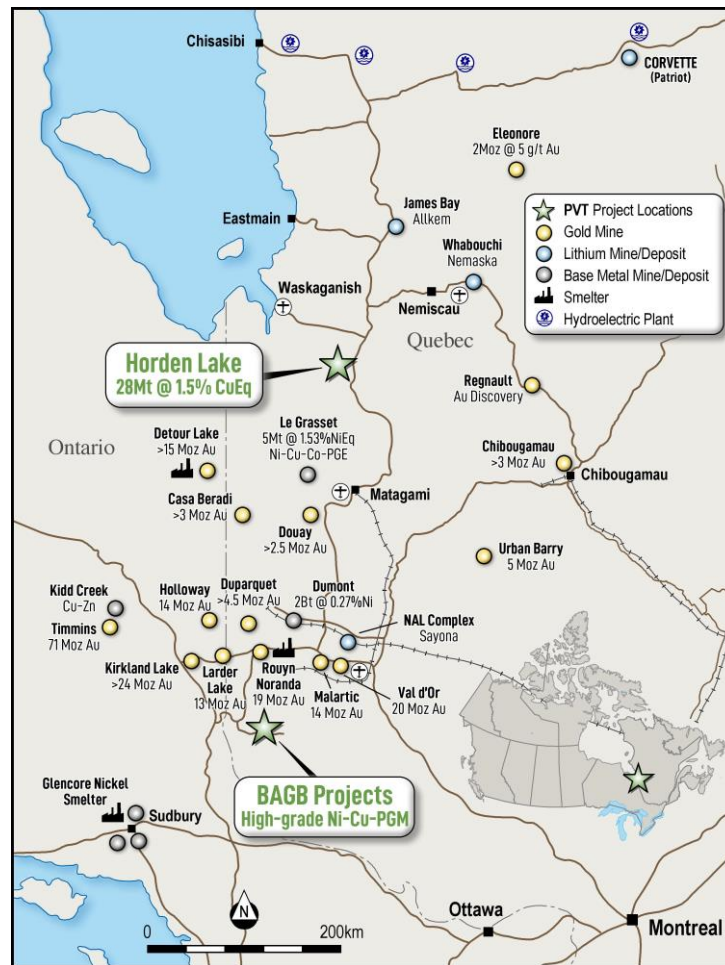 Chisasibi
CORVETTE
(Patriot)
Eleonore
2Moz @ 5 g/t Au
PVT Project Locations
Gold Mine
Lithium Mine/Deposit
Base Metal Mine/Deposit
Smelter
Hydroelectric Plant
James Bay
Allkem
Eastmain
Whabouchi
Nemaska
Waskaganish
Nemiscau
Quebec
Horden Lake
28Mt @ 1.5% CuEq
Regnault
Au Discovery
Ontario
Le Grasset
5Mt @ 1.53%NiEq
Ni-Cu-Co-PGE
Detour Lake
>15 Moz Au
Chibougamau
>3 Moz Au
Chibougamau
Casa Beradi
>3 Moz Au
Matagami
Douay
>2.5 Moz Au
Urban Barry
5 Moz Au
Kidd Creek
Cu-Zn
Timmins
71 Moz Au
Holloway
14 Moz Au
Duparquet
>4.5 Moz Au
Dumont
2Bt @ 0.27%Ni
NAL Complex
Sayona
Kirkland Lake
>24 Moz Au
Larder
Lake
13 Moz Au
Rouyn
Noranda
19 Moz Au
Malartic
14 Moz Au
Val d'Or
20 Moz Au
BAGB Projects
High-grade Ni-Cu-PGM
Glencore Nickel
Smelter
Sudbury
N
0
200km
Ottawa
Montreal